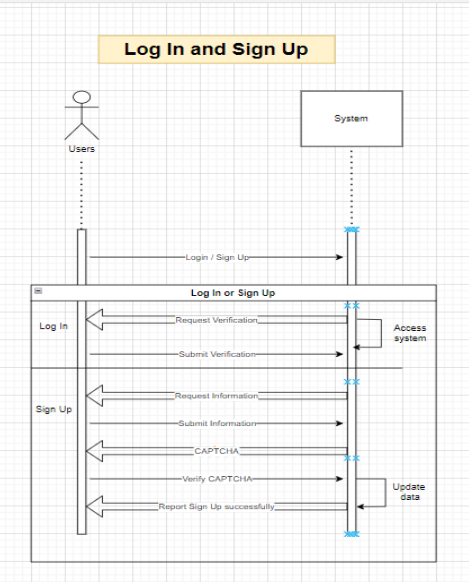 Log In and Sign Up
System
Users
Login / Sign Up
Log In or Sign Up
Log In
Request Verification
Access
system
Submit Verification
Request Information
Sign Up
Submit Information
CAPTCHA
Verify CAPTCHA
Update
data
Report Sign Up successfully